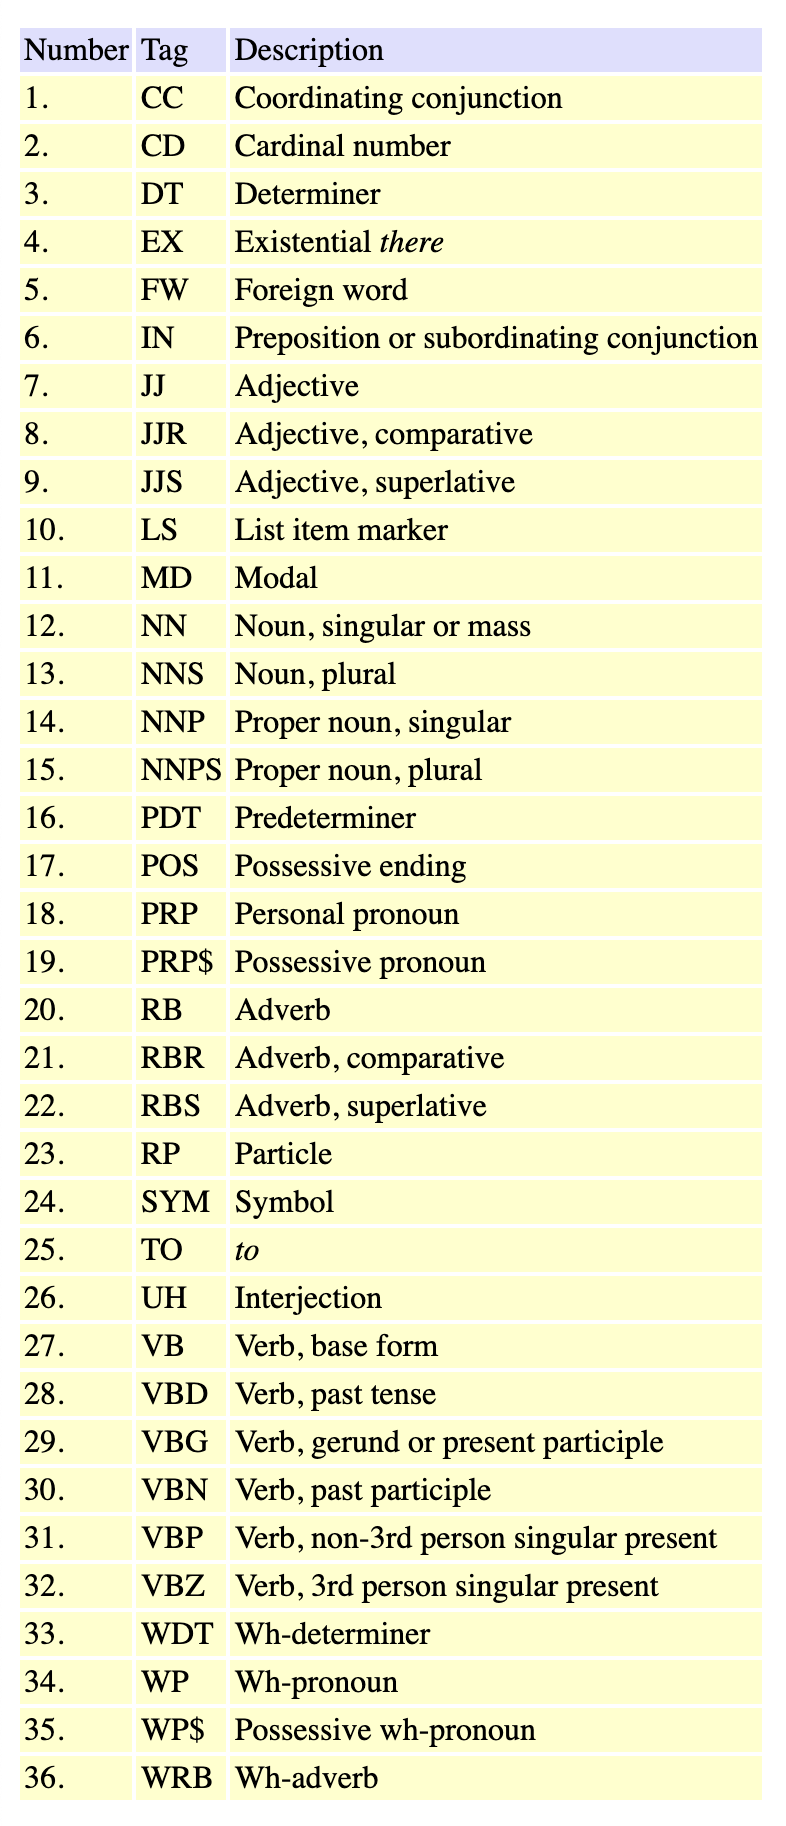 Number Tag Description
1. CC Coordinating conjunction
2. CD Cardinal number
3. DT Determiner
4. EX Existential there
5. FW Foreign word
6. IN Preposition or subordinating conjunction
7. JJ Adjective
8. JJR Adjective, comparative
9. JJS Adjective, superlative
10. LS List item marker
11. MD Modal
12. NN Noun, singular or mass
13. NNS Noun, plural
14. NNP Proper noun, singular
15. NNPS Proper noun, plural
16. PDT Predeterminer
17. POS Possessive ending
18. PRP Personal pronoun
19. PRP$ Possessive pronoun
20. RB Adverb
21. RBR Adverb, comparative
22. RBS Adverb, superlative
23. RP Particle
24. SYM Symbol
25. TO to
26. UH Interjection
27. VB Verb, base form
28. VBD Verb, past tense
29. VBG Verb, gerund or present participle
30. VBN Verb, past participle
31. VBP Verb, non-3rd person singular present
32. VBZ Verb, 3rd person singular present
33. WDT Wh-determiner
34. WP Wh-pronoun
35. WP$ Possessive wh-pronoun
36. WRB Wh-adverb